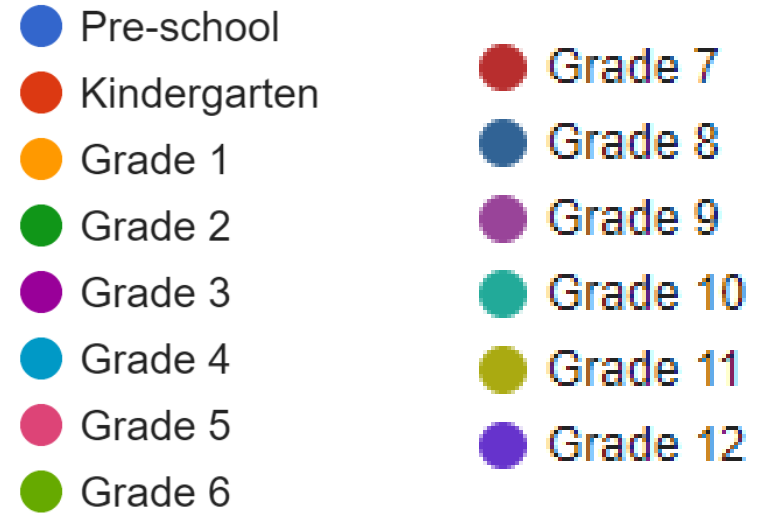 Pre-school
Kindergarten
Grade 1
Grade 2
Grade 3
Grade 4
Grade 5
Grade 6
Grade 7
Grade 8
Grade 9
Grade 10
Grade 11
Grade 12